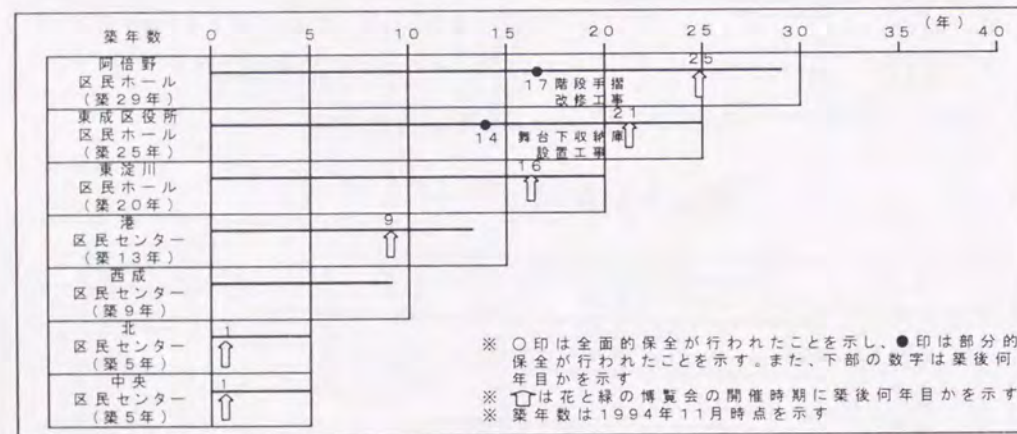 (年)
築年数 0 5 10 15 20 25 30 35 40
阿倍野
区民ホール
(築29年)
25
17 階段手摺
改修工事
東成区役所
区民ホール
(築25年)
21
14 舞台下収納庫
設置工事
東淀川
区民ホール
(築20年)
16
港
区民センター
(築13年)
9
西成
区民センター
(築9年)
北
区民センター
(築5年)
1
中央
区民センター
(築5年)
1
※ ○印は全面的保全が行われたことを示し、●印は部分的
保全が行われたことを示す。また、下部の数字は築後何
年目かを示す
※ ⇧は花と緑の博覧会の開催時期に築後何年目かを示す
※ 築年数は1994年11月時点を示す